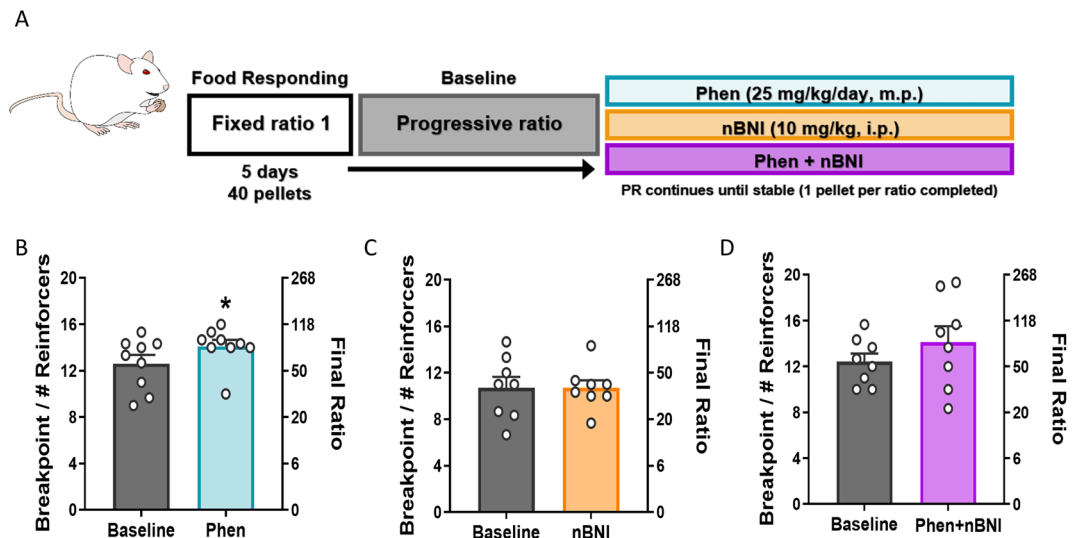 A
Food Responding
Baseline
Fixed ratio 1
Progressive ratio
Phen (25 mg/kg/day, m.p.)
nBNI (10 mg/kg, i.p.)
Phen + nBNI
5 days
40 pellets
PR continues until stable (1 pellet per ratio completed)
B
Breakpoint / # Reinforcers
20
16
12
8
4
0
*
268
118
50
20
6
0
Final Ratio
Baseline
Phen
C
Breakpoint / # Reinforcers
20
16
12
8
4
0
268
118
50
20
6
0
Final Ratio
Baseline
nBNI
D
Breakpoint / # Reinforcers
20
16
12
8
4
0
268
118
50
20
6
0
Final Ratio
Baseline
Phen+nBNI